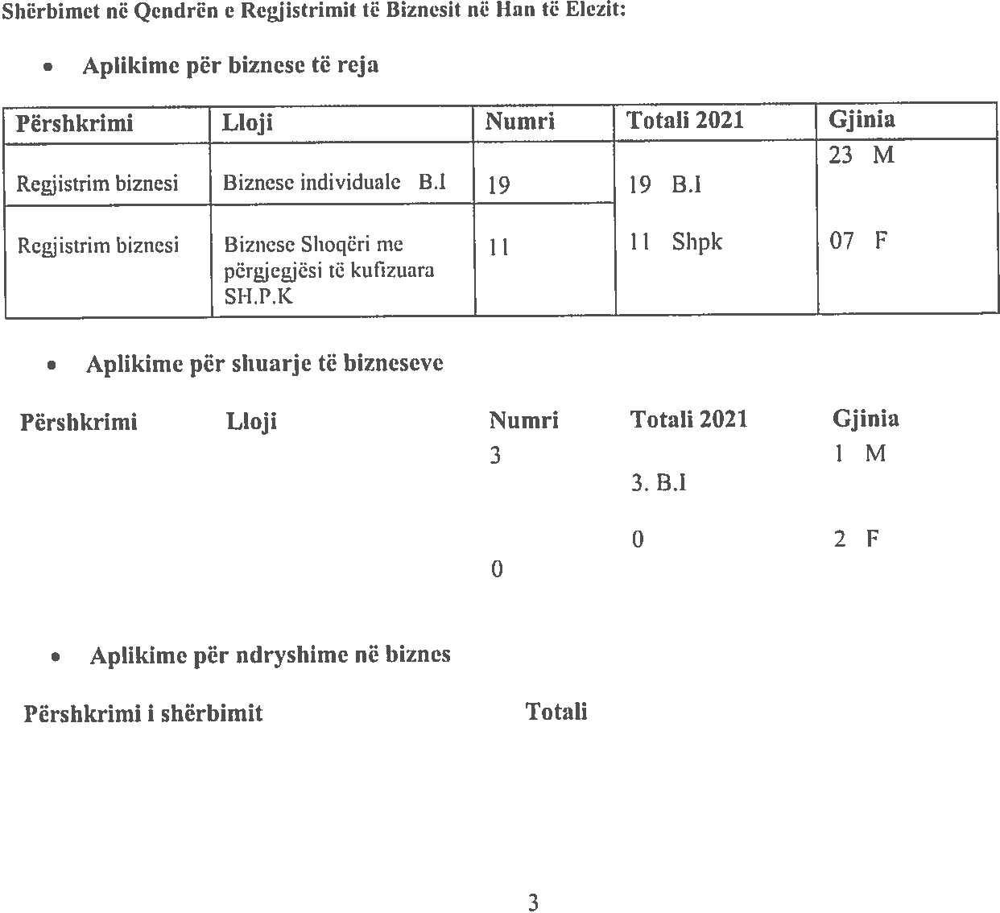 Shërbimet në Qendrën e Regjistrimit të Biznesit në Han të Elezit:
• Aplikime për biznese të reja
Përshkrimi Lloji Numri Totali 2021 Gjinia
23 M
Regjistrim biznesi Biznese individuale B.I 19 19 B.I
Regjistrim biznesi Biznese Shoqëri me 11 11 Shpk 07 F
përgjegjësi të kufizuara
SH.P.K
• Aplikime për shuarje të bizneseve
Përshkrimi Lloji Numri Totali 2021 Gjinia
3 1 M
3. B.I
0 2 F
0
• Aplikime për ndryshime në biznes
Përshkrimi i shërbimit Totali
3